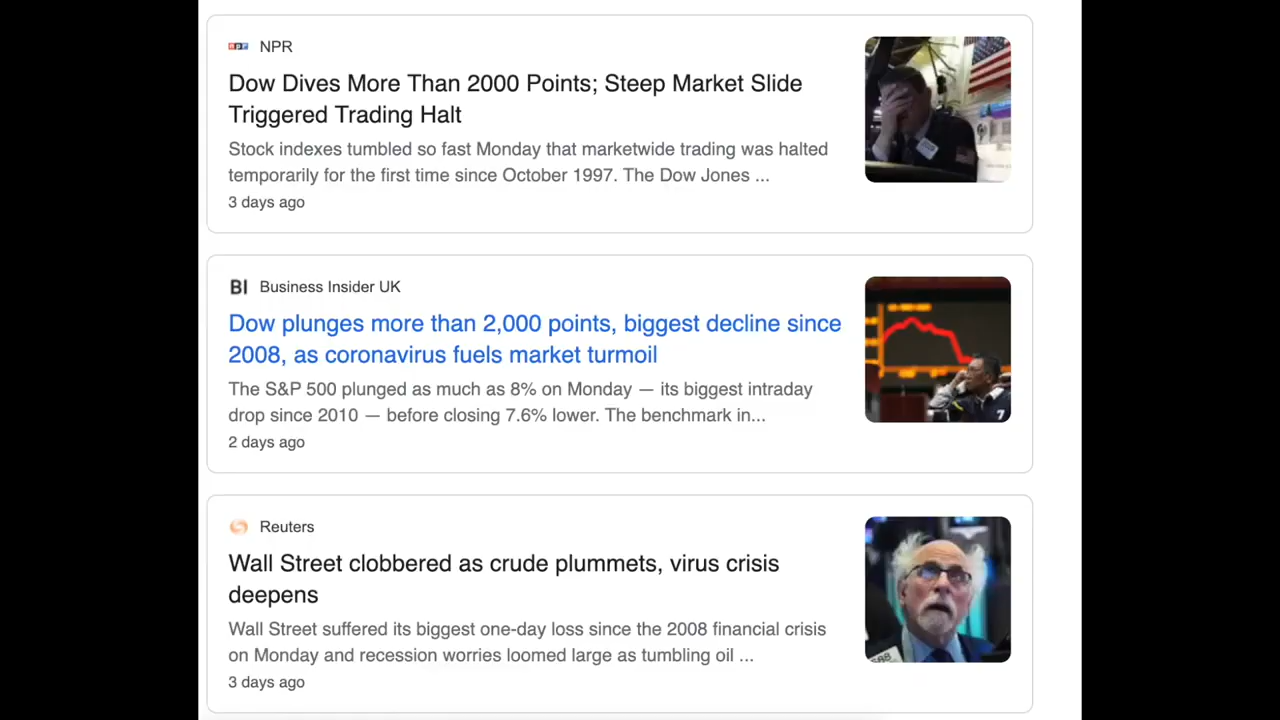 npr NPR
Dow Dives More Than 2000 Points; Steep Market Slide
Triggered Trading Halt
Stock indexes tumbled so fast Monday that marketwide trading was halted
temporarily for the first time since October 1997. The Dow Jones ...
3 days ago
BI Business Insider UK
Dow plunges more than 2,000 points, biggest decline since
2008, as coronavirus fuels market turmoil
The S&P 500 plunged as much as 8% on Monday — its biggest intraday
drop since 2010 — before closing 7.6% lower. The benchmark in...
2 days ago
7
Reuters
Wall Street clobbered as crude plummets, virus crisis
deepens
Wall Street suffered its biggest one-day loss since the 2008 financial crisis
on Monday and recession worries loomed large as tumbling oil ...
3 days ago